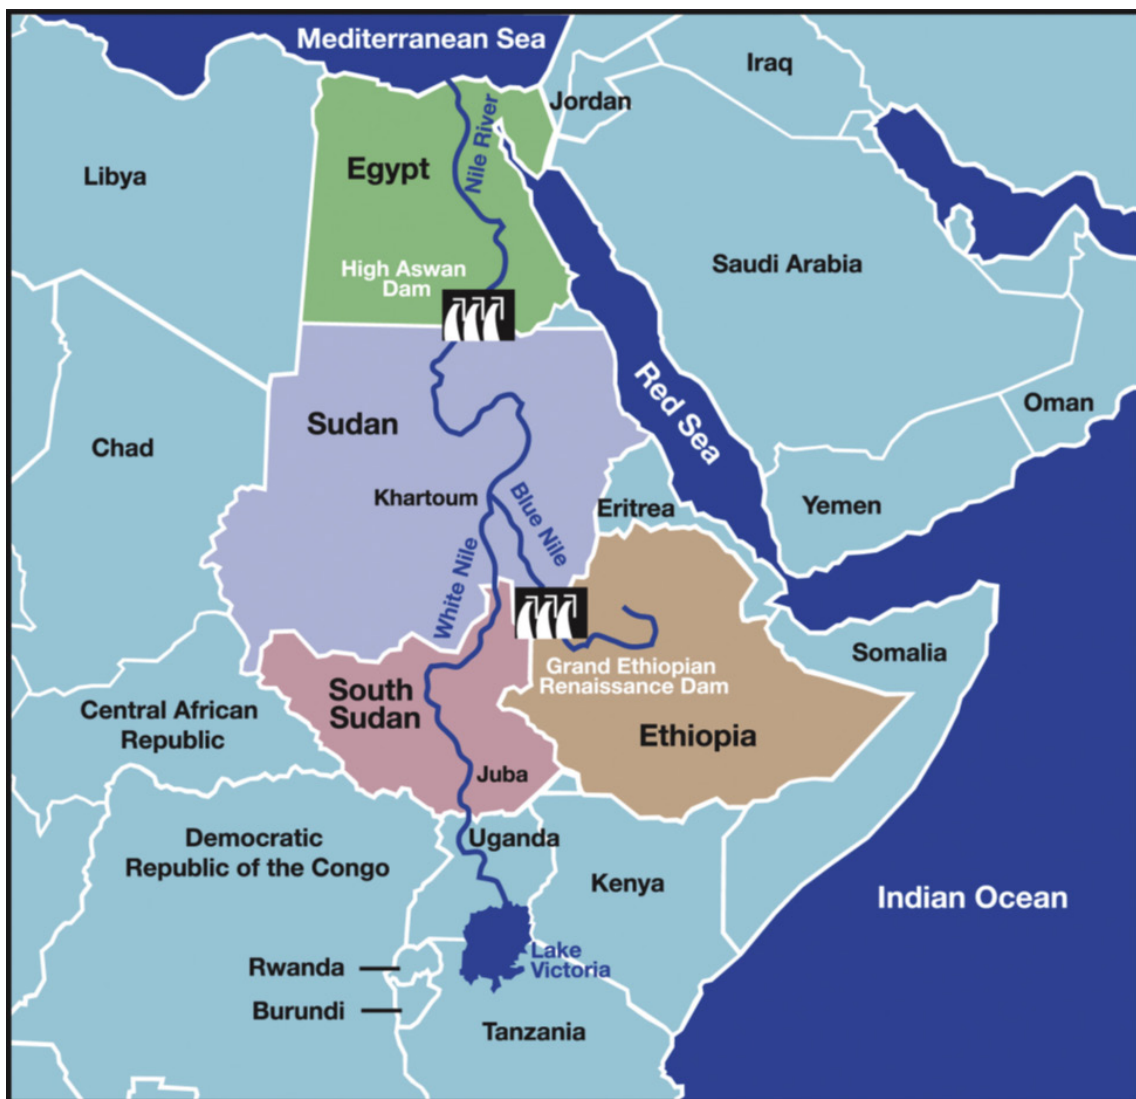 Mediterranean Sea
Iraq
Jordan
Nile River
Libya
Egypt
Saudi Arabia
High Aswan
Dam
Red Sea
Oman
Sudan
Chad
Khartoum
Blue Nile
Eritrea
Yemen
White Nile
Somalia
Grand Ethiopian
Renaissance Dam
South
Sudan
Central African
Republic
Ethiopia
Juba
Democratic
Republic of the Congo
Uganda
Kenya
Indian Ocean
Lake
Victoria
Rwanda
Burundi
Tanzania